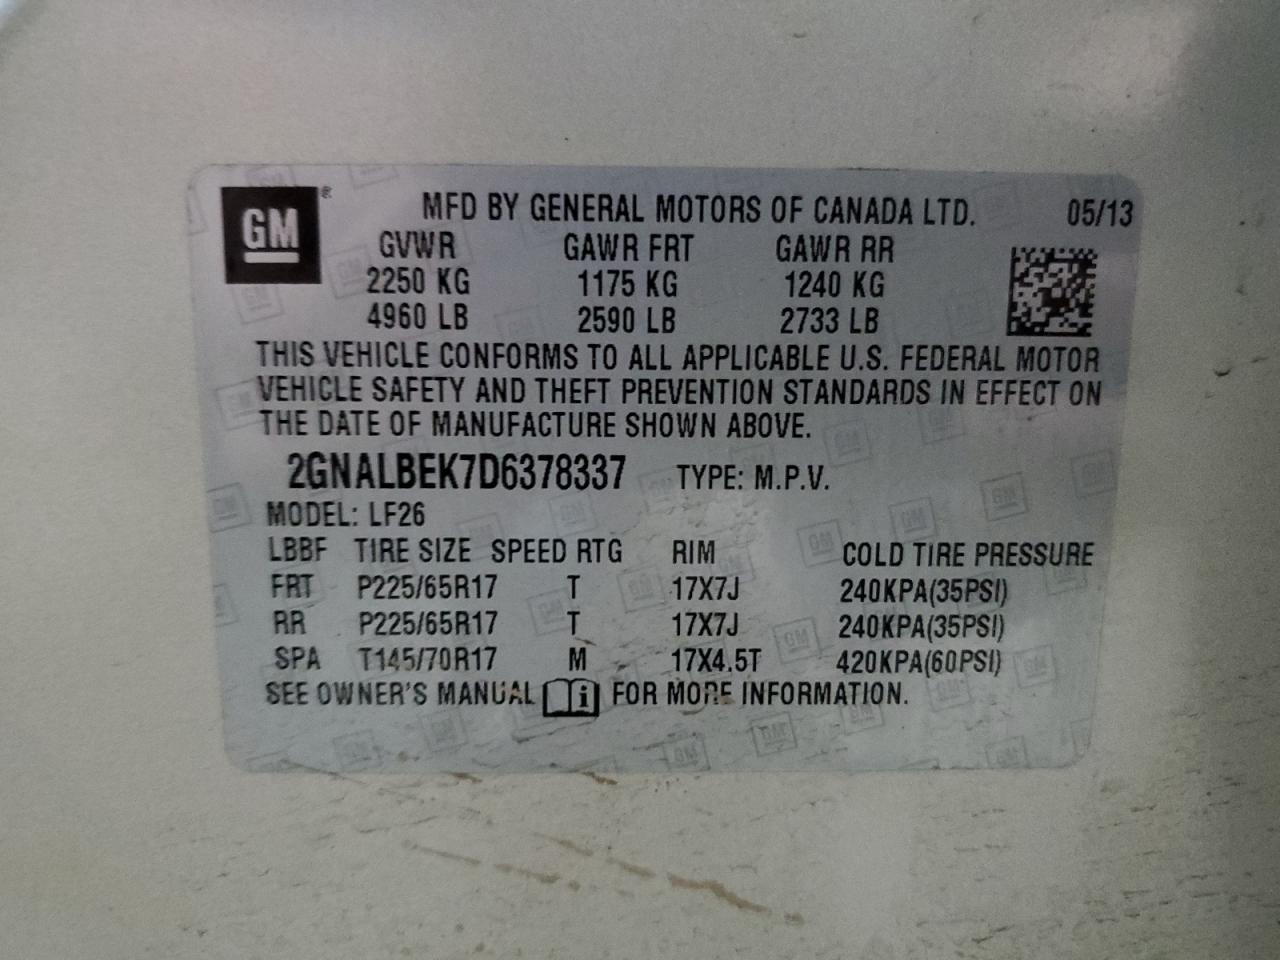 GM ® MFD BY GENERAL MOTORS OF CANADA LTD. 05/13
GVWR GAWR FRT GAWR RR
2250 KG 1175 KG 1240 KG
4960 LB 2590 LB 2733 LB
THIS VEHICLE CONFORMS TO ALL APPLICABLE U.S. FEDERAL MOTOR
VEHICLE SAFETY AND THEFT PREVENTION STANDARDS IN EFFECT ON
THE DATE OF MANUFACTURE SHOWN ABOVE.
2GNALBEK7D6378337 TYPE: M.P.V.
MODEL: LF26
LBBF TIRE SIZE SPEED RTG RIM COLD TIRE PRESSURE
FRT P225/65R17 T 17X7J 240KPA(35PSI)
RR P225/65R17 T 17X7J 240KPA(35PSI)
SPA T145/70R17 M 17X4.5T 420KPA(60PSI)
SEE OWNER'S MANUAL i FOR MORE INFORMATION.